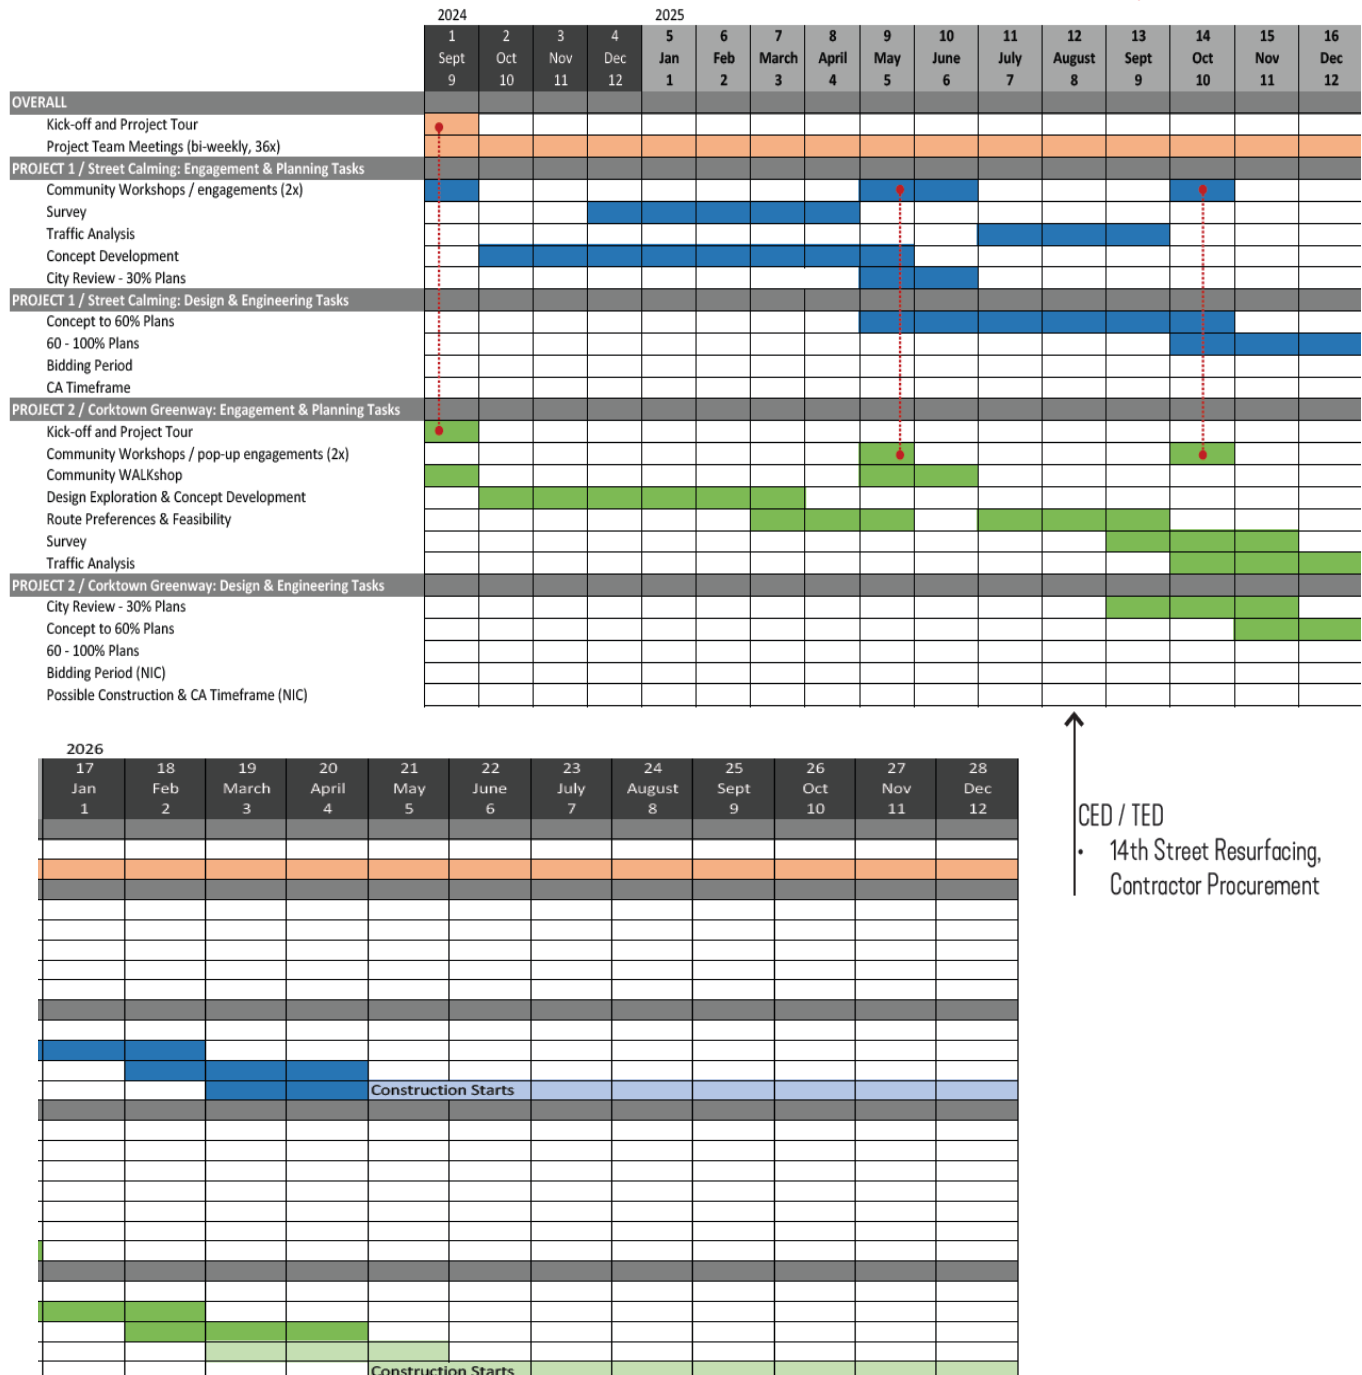 2024 2025
1 2 3 4 5 6 7 8 9 10 11 12 13 14 15 16
Sept Oct Nov Dec Jan Feb March April May June July August Sept Oct Nov Dec
9 10 11 12 1 2 3 4 5 6 7 8 9 10 11 12
OVERALL
Kick-off and Prroject Tour
Project Team Meetings (bi-weekly, 36x)
PROJECT 1 / Street Calming: Engagement & Planning Tasks
Community Workshops / engagements (2x)
Survey
Traffic Analysis
Concept Development
City Review - 30% Plans
PROJECT 1 / Street Calming: Design & Engineering Tasks
Concept to 60% Plans
60 - 100% Plans
Bidding Period
CA Timeframe
PROJECT 2 / Corktown Greenway: Engagement & Planning Tasks
Kick-off and Project Tour
Community Workshops / pop-up engagements (2x)
Community WALKshop
Design Exploration & Concept Development
Route Preferences & Feasibility
Survey
Traffic Analysis
PROJECT 2 / Corktown Greenway: Design & Engineering Tasks
City Review - 30% Plans
Concept to 60% Plans
60 - 100% Plans
Bidding Period (NIC)
Possible Construction & CA Timeframe (NIC)
2026
17 18 19 20 21 22 23 24 25 26 27 28
Jan Feb March April May June July August Sept Oct Nov Dec
1 2 3 4 5 6 7 8 9 10 11 12
Construction Starts
Construction Starts
CED / TED
• 14th Street Resurfacing,
Contractor Procurement